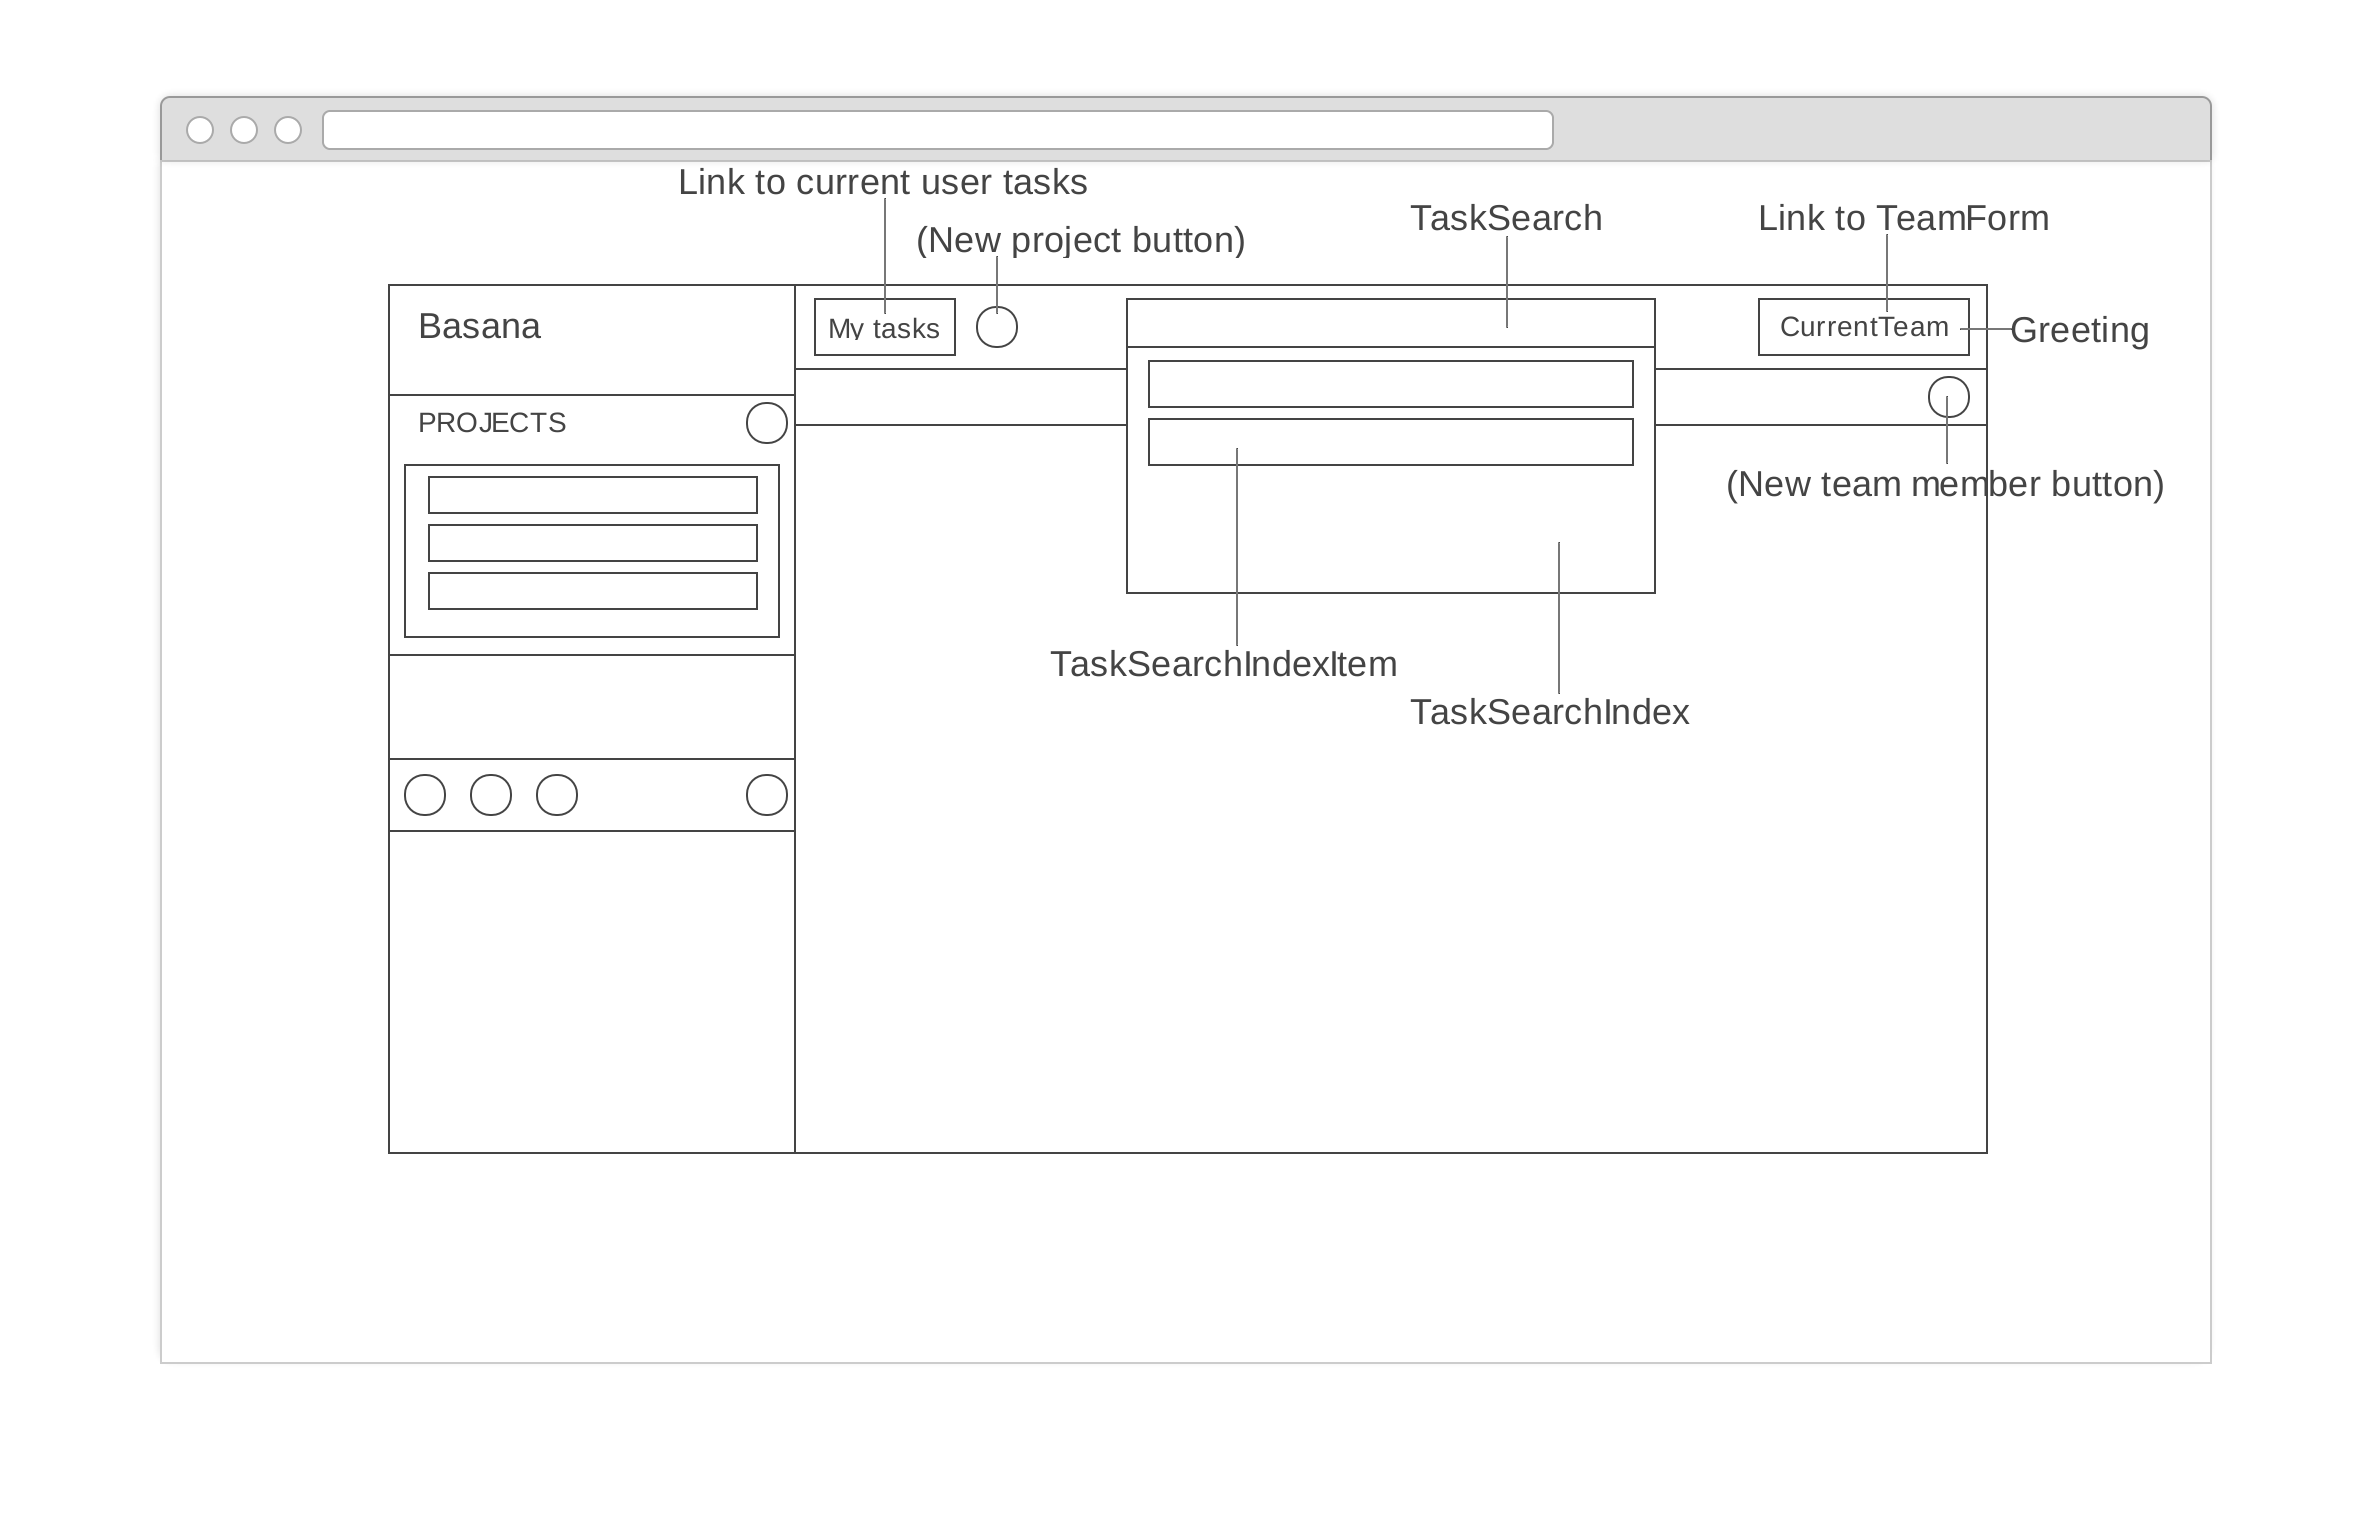 Link to current user tasks
(New project button)
TaskSearch
Link to TeamForm
Basana
My tasks
CurrentTeam
Greeting
PROJECTS
(New team member button)
TaskSearchIndexItem
TaskSearchIndex